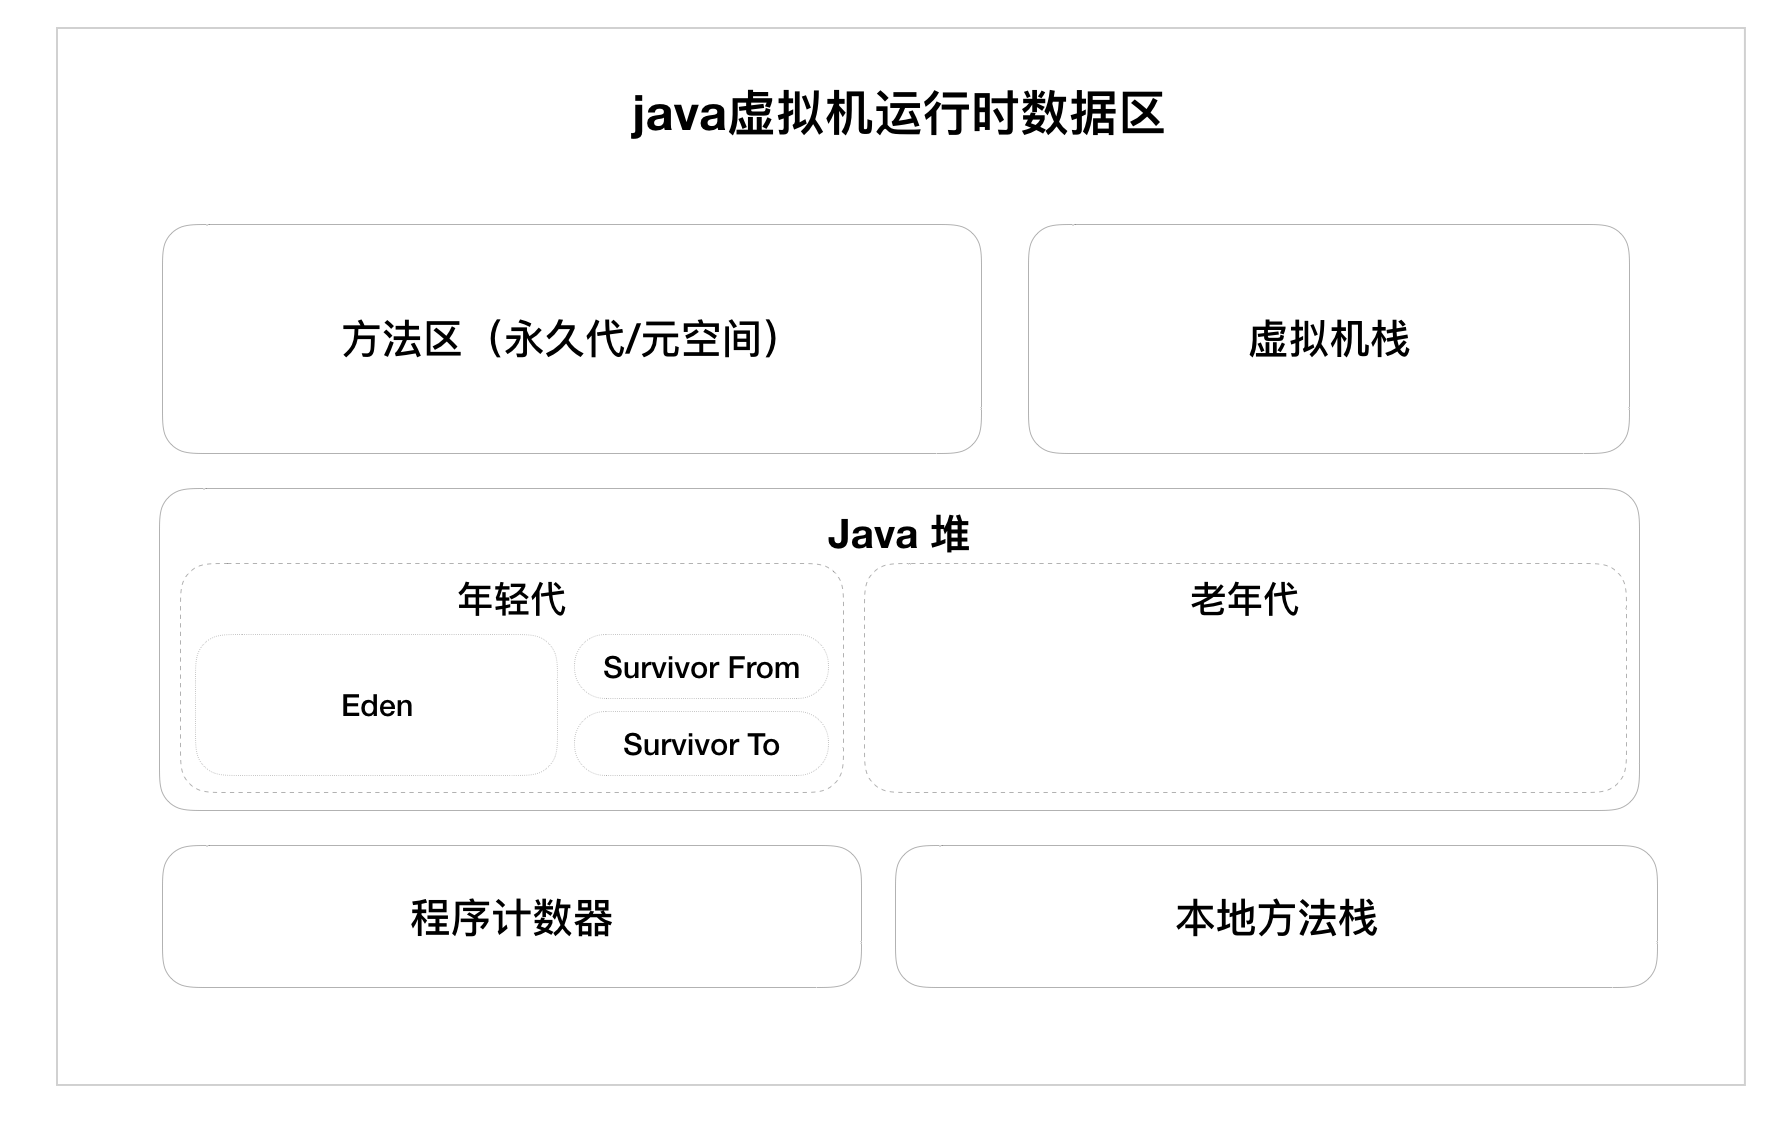 java虚拟机运行时数据区
方法区（永久代/元空间）
虚拟机栈
Java 堆
年轻代
老年代
Eden
Survivor From
Survivor To
程序计数器
本地方法栈